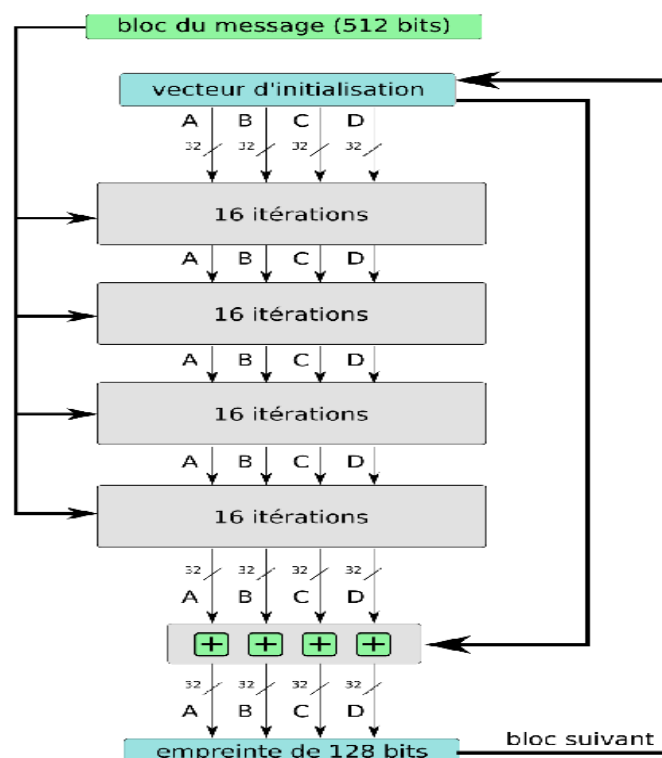 bloc du message (512 bits)
vecteur d'initialisation
A B C D
32 32 32 32
16 itérations
A B C D
16 itérations
A B C D
16 itérations
A B C D
16 itérations
32 32 32 32
A B C D
+ + + +
32 32 32 32
A B C D
bloc suivant
empreinte de 128 bits